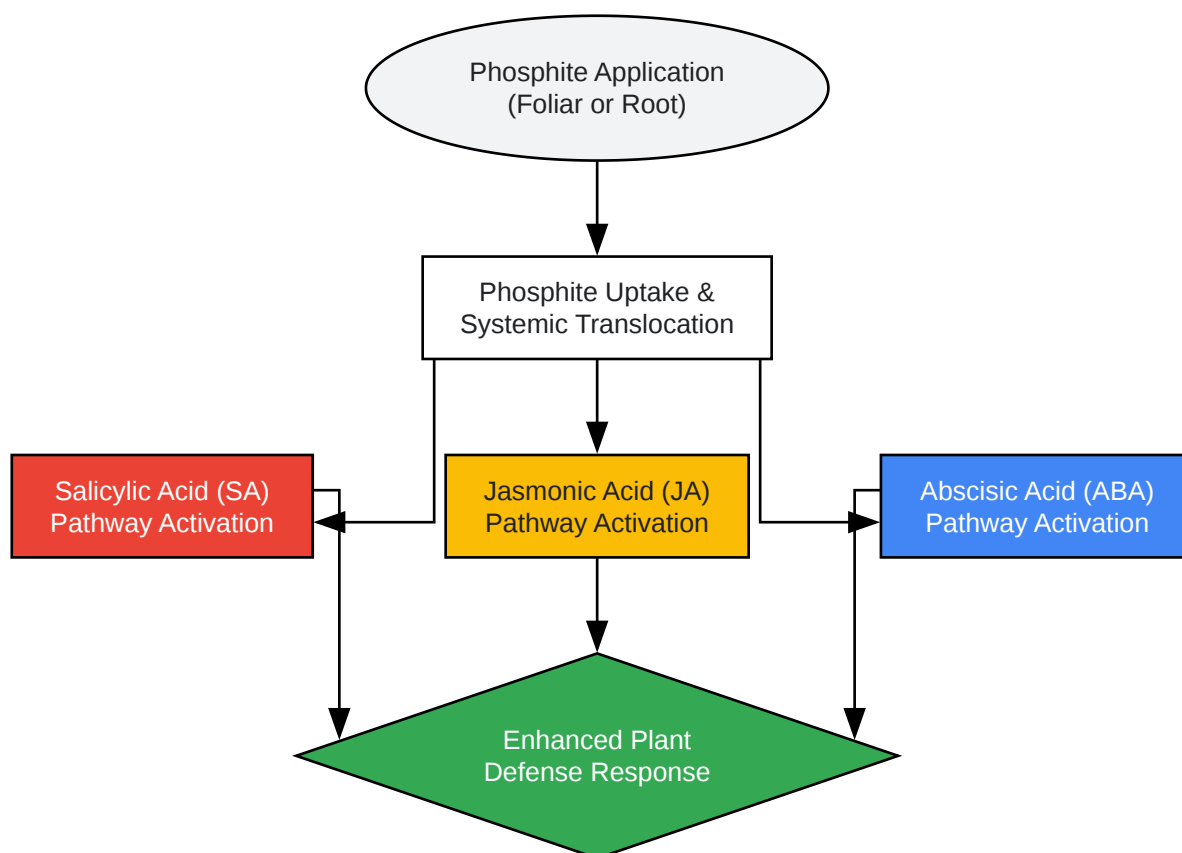 Phosphite Application
(Foliar or Root)
Phosphite Uptake &
Systemic Translocation
Salicylic Acid (SA)
Pathway Activation
Jasmonic Acid (JA)
Pathway Activation
Abscisic Acid (ABA)
Pathway Activation
Enhanced Plant
Defense Response